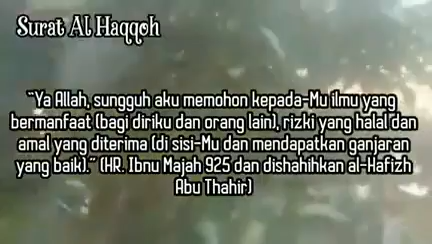 Surat Al Haqqoh
"Ya Allah, sungguh aku memohon kepada-Mu ilmu yang
bermanfaat (bagi diriku dan orang lain), rizki yang halal dan
amal yang diterima (di sisi-Mu dan mendapatkan ganjaran
yang baik)." (HR. Ibnu Majah 925 dan dishahihkan al-Hafizh
Abu Thahir)